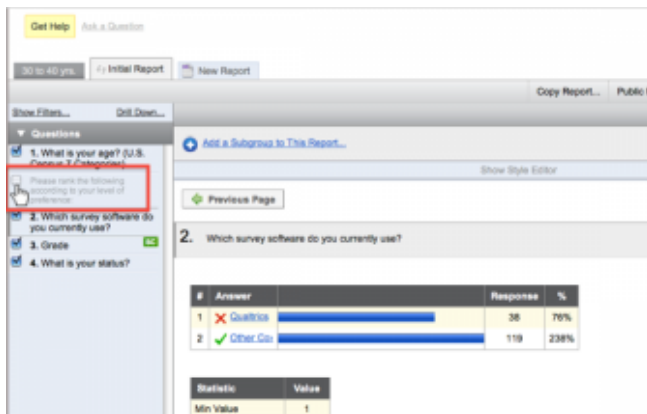 Get Help Ask a Question
30 to 40 yrs. Initial Report New Report
Copy Report... Public
Show Filters... Drill Down...
Questions
1. What is your age? (U.S.
Census 7 Categories)
Please rank the following
according to your level of
preference:
2. Which survey software do
you currently use?
3. Grade SC
4. What is your status?
Add a Subgroup to This Report...
Show Style Editor
Previous Page
2. Which survey software do you currently use?
# Answer Response %
1 Qualtrics 38 76%
2 Other Co 119 238%
Statistic Value
Min Value 1